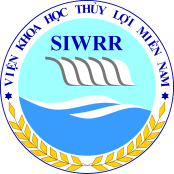 VIỆN KHOA HỌC THỦY LỢI MIỀN NAM
SIWRR